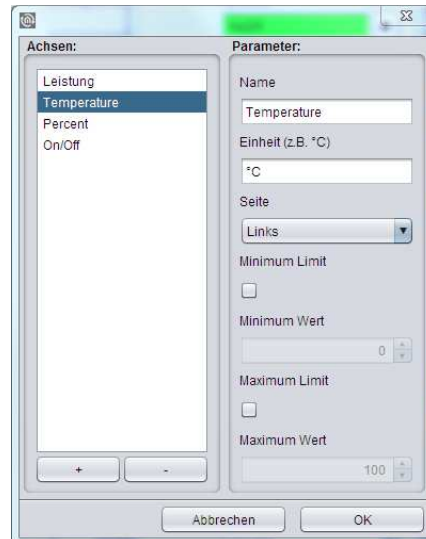 Achsen:
Leistung
Temperature
Percent
On/Off
+
-
Parameter:
Name
Temperature
Einheit (z.B. °C)
°C
Seite
Links
Minimum Limit
Minimum Wert
0
Maximum Limit
Maximum Wert
100
Abbrechen
OK